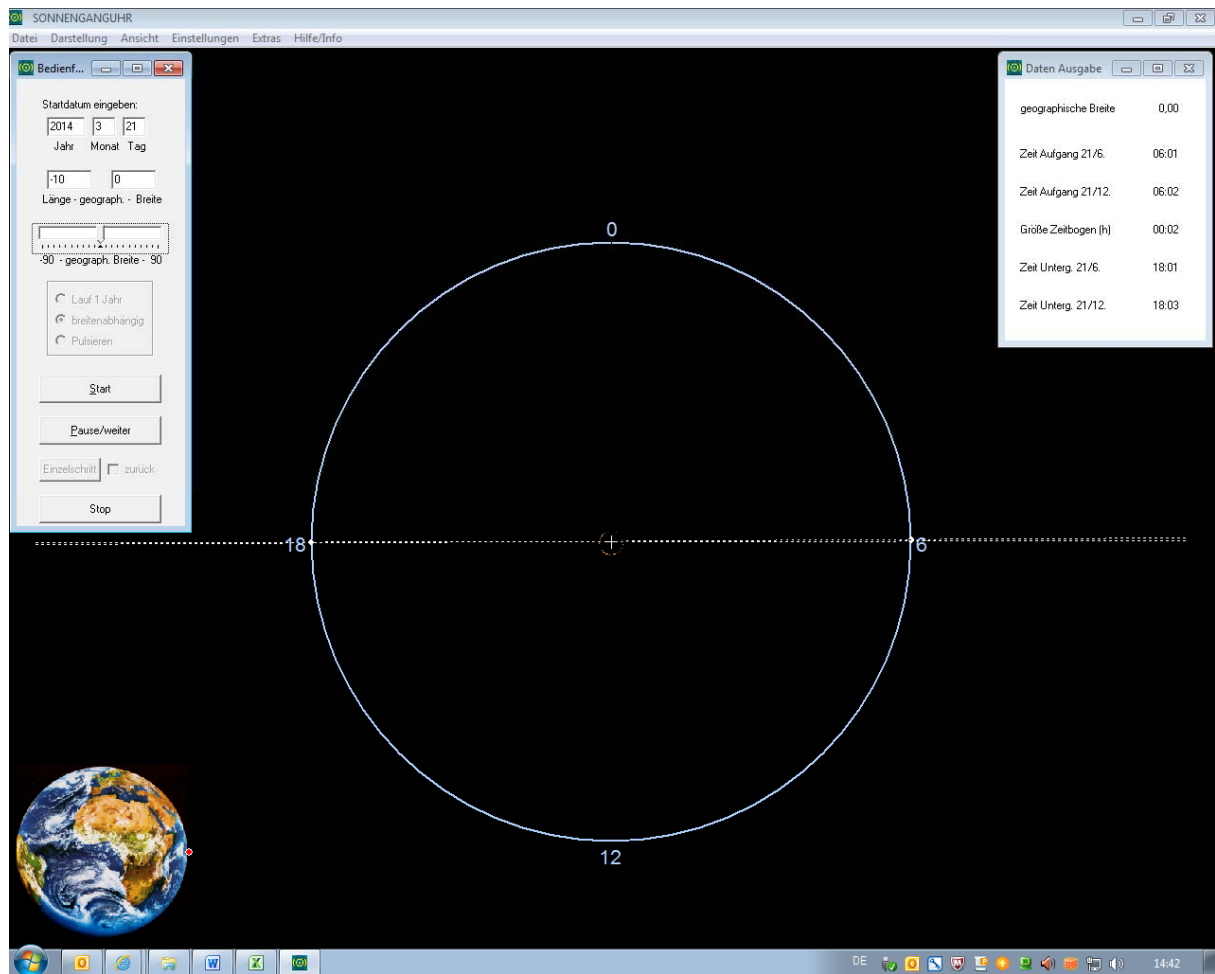 SONNENGANGUHR
Datei Darstellung Ansicht Einstellungen Extras Hilfe/Info
Bedienf...
Startdatum eingeben:
2014 3 21
Jahr Monat Tag
-10 0
Länge - geograph. - Breite
-90 - geograph. Breite - 90
Lauf 1 Jahr
breitenabhängig
Pulsieren
Start
Pause/weiter
Einzelschritt zurück
Stop
Daten Ausgabe
geographische Breite 0,00
Zeit Aufgang 21/6. 06:01
Zeit Aufgang 21/12. 06:02
Größe Zeitbogen (h) 00:02
Zeit Unterg. 21/6. 18:01
Zeit Unterg. 21/12. 18:03
0
18 6
12
DE 14:42